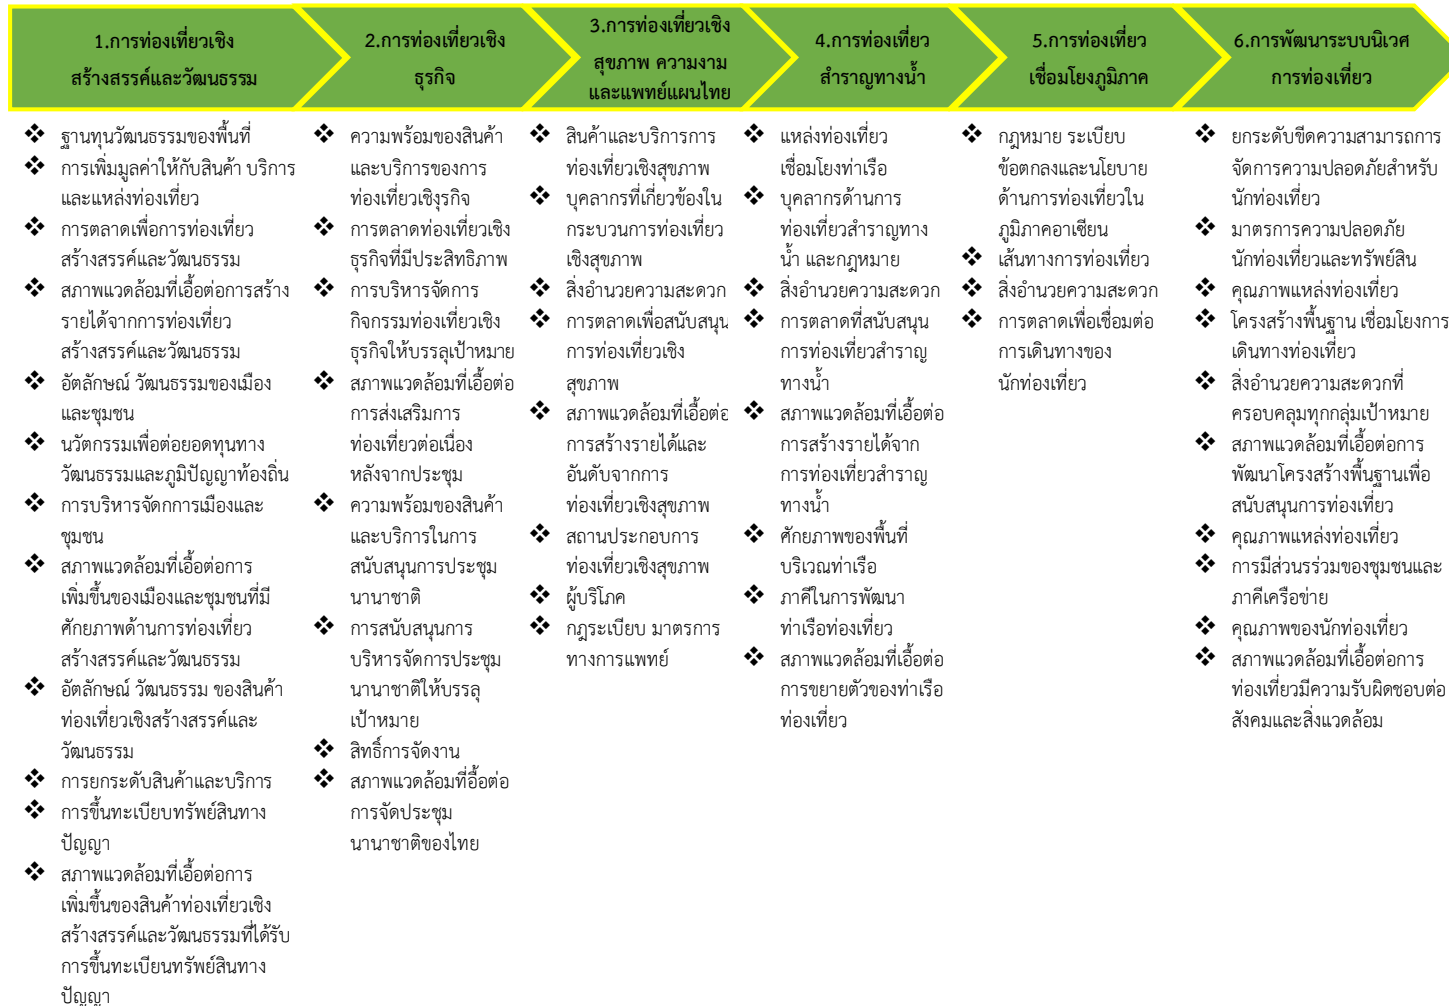 1.การท่องเที่ยวเชิง
สร้างสรรค์และวัฒนธรรม
2.การท่องเที่ยวเชิง
ธุรกิจ
3.การท่องเที่ยวเชิง
สุขภาพ ความงาม
และแพทย์แผนไทย
4.การท่องเที่ยว
สำราญทางน้ำ
5.การท่องเที่ยว
เชื่อมโยงภูมิภาค
6.การพัฒนาระบบนิเวศ
การท่องเที่ยว
❖ ฐานทุนวัฒนธรรมของพื้นที่
❖ การเพิ่มมูลค่าให้กับสินค้า บริการ
และแหล่งท่องเที่ยว
❖ การตลาดเพื่อการท่องเที่ยว
สร้างสรรค์และวัฒนธรรม
❖ สภาพแวดล้อมที่เอื้อต่อการสร้าง
รายได้จากการท่องเที่ยว
สร้างสรรค์และวัฒนธรรม
❖ อัตลักษณ์ วัฒนธรรมของเมือง
และชุมชน
❖ นวัตกรรมเพื่อต่อยอดทุนทาง
วัฒนธรรมและภูมิปัญญาท้องถิ่น
❖ การบริหารจัดกการเมืองและ
ชุมชน
❖ สภาพแวดล้อมที่เอื้อต่อการ
เพิ่มขึ้นของเมืองและชุมชนที่มี
ศักยภาพด้านการท่องเที่ยว
สร้างสรรค์และวัฒนธรรม
❖ อัตลักษณ์ วัฒนธรรม ของสินค้า
ท่องเที่ยวเชิงสร้างสรรค์และ
วัฒนธรรม
❖ การยกระดับสินค้าและบริการ
❖ การขึ้นทะเบียบทรัพย์สินทาง
ปัญญา
❖ สภาพแวดล้อมที่เอื้อต่อการ
เพิ่มขึ้นของสินค้าท่องเที่ยวเชิง
สร้างสรรค์และวัฒนธรรมที่ได้รับ
การขึ้นทะเบียนทรัพย์สินทาง
ปัญญา
❖ ความพร้อมของสินค้า
และบริการของการ
ท่องเที่ยวเชิงุรกิจ
❖ การตลาดท่องเที่ยวเชิง
ธุรกิจที่มีประสิทธิภาพ
❖ การบริหารจัดการ
กิจกรรมท่องเที่ยวเชิง
ธุรกิจให้บรรลุเป้าหมาย
❖ สภาพแวดล้อมที่เอื้อต่อ
การส่งเสริมการ
ท่องเที่ยวต่อเนื่อง
หลังจากประชุม
❖ ความพร้อมของสินค้า
และบริการในการ
สนับสนุนการประชุม
นานาชาติ
❖ การสนับสนุนการ
บริหารจัดการประชุม
นานาชาติให้บรรลุ
เป้าหมาย
❖ สิทธิ์การจัดงาน
❖ สภาพแวดล้อมที่อื้อต่อ
การจัดประชุม
นานาชาติของไทย
❖ สินค้าและบริการการ
ท่องเที่ยวเชิงสุขภาพ
❖ บุคลากรที่เกี่ยวข้องใน
กระบวนการท่องเที่ยว
เชิงสุขภาพ
❖ สิ่งอำนวยความสะดวก
❖ การตลาดเพื่อสนับสนุน
การท่องเที่ยวเชิง
สุขภาพ
❖ สภาพแวดล้อมที่เอื้อต่อ
การสร้างรายได้และ
อันดับจากการ
ท่องเที่ยวเชิงสุขภาพ
❖ สถานประกอบการ
ท่องเที่ยวเชิงสุขภาพ
❖ ผู้บริโภค
❖ กฎระเบียบ มาตรการ
ทางการแพทย์
❖ แหล่งท่องเที่ยว
เชื่อมโยงท่าเรือ
❖ บุคลากรด้านการ
ท่องเที่ยวสำราญทาง
น้ำ และกฎหมาย
❖ สิ่งอำนวยความสะดวก
❖ การตลาดที่สนับสนุน
การท่องเที่ยวสำราญ
ทางน้ำ
❖ สภาพแวดล้อมที่เอื้อต่อ
การสร้างรายได้จาก
การท่องเที่ยวสำราญ
ทางน้ำ
❖ ศักยภาพของพื้นที่
บริเวณท่าเรือ
❖ ภาคีในการพัฒนา
ท่าเรือท่องเที่ยว
❖ สภาพแวดล้อมที่เอื้อต่อ
การขยายตัวของท่าเรือ
ท่องเที่ยว
❖ กฎหมาย ระเบียบ
ข้อตกลงและนโยบาย
ด้านการท่องเที่ยวใน
ภูมิภาคอาเซียน
❖ เส้นทางการท่องเที่ยว
❖ สิ่งอำนวยความสะดวก
❖ การตลาดเพื่อเชื่อมต่อ
การเดินทางของ
นักท่องเที่ยว
❖ ยกระดับขีดความสามารถการ
จัดการความปลอดภัยสำหรับ
นักท่องเที่ยว
❖ มาตรการความปลอดภัย
นักท่องเที่ยวและทรัพย์สิน
❖ คุณภาพแหล่งท่องเที่ยว
❖ โครงสร้างพื้นฐาน เชื่อมโยงการ
เดินทางท่องเที่ยว
❖ สิ่งอำนวยความสะดวกที่
ครอบคลุมทุกกลุ่มเป้าหมาย
❖ สภาพแวดล้อมที่เอื้อต่อการ
พัฒนาโครงสร้างพื้นฐานเพื่อ
สนับสนุนการท่องเที่ยว
❖ คุณภาพแหล่งท่องเที่ยว
❖ การมีส่วนรร่วมของชุมชนและ
ภาคีเครือข่าย
❖ คุณภาพของนักท่องเที่ยว
❖ สภาพแวดล้อมที่เอื้อต่อการ
ท่องเที่ยวมีความรับผิดชอบต่อ
สังคมและสิ่งแวดล้อม